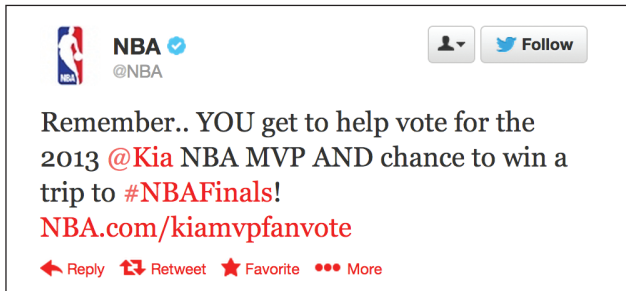 NBA
NBA
@NBA
Follow
Remember.. YOU get to help vote for the
2013 @Kia NBA MVP AND chance to win a
trip to #NBAFinals!
NBA.com/kiamvpfanvote
Reply Retweet Favorite More